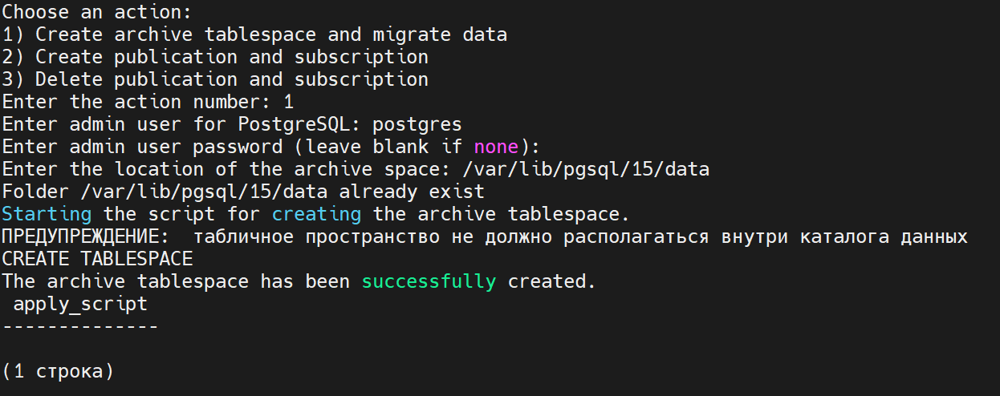 Choose an action:
1) Create archive tablespace and migrate data
2) Create publication and subscription
3) Delete publication and subscription
Enter the action number: 1
Enter admin user for PostgreSQL: postgres
Enter admin user password (leave blank if none):
Enter the location of the archive space: /var/lib/pgsql/15/data
Folder /var/lib/pgsql/15/data already exist
Starting the script for creating the archive tablespace.
ПРЕДУПРЕЖДЕНИЕ:  табличное пространство не должно располагаться внутри каталога данных
CREATE TABLESPACE
The archive tablespace has been successfully created.
 apply_script
--------------
(1 строка)